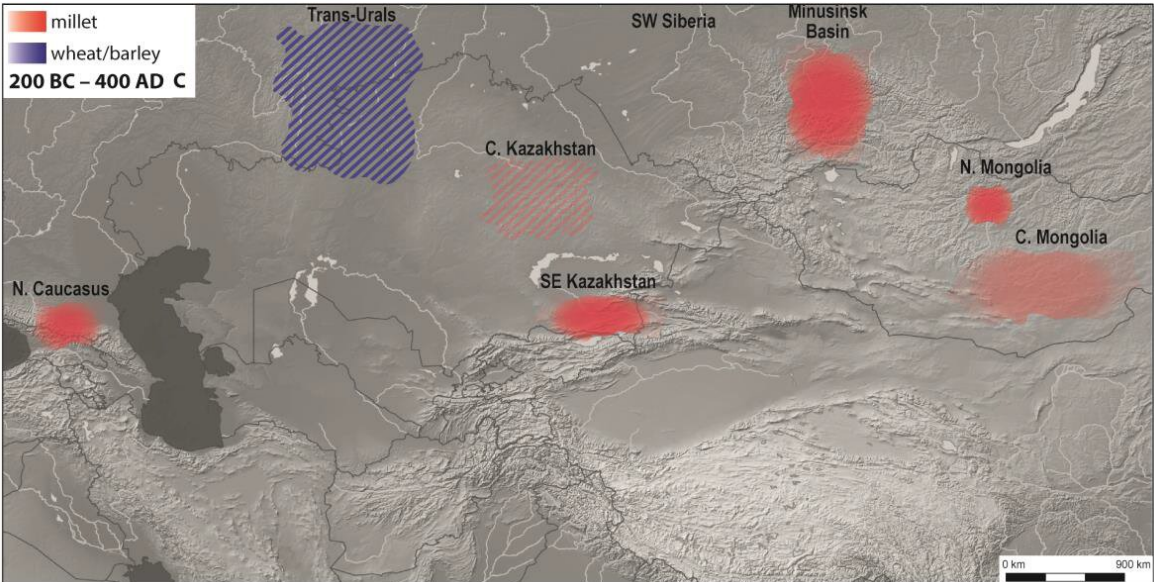 millet
wheat/barley
200 BC – 400 AD C
Trans-Urals
SW Siberia
Minusinsk
Basin
C. Kazakhstan
N. Mongolia
C. Mongolia
N. Caucasus
SE Kazakhstan
0 km 900 km